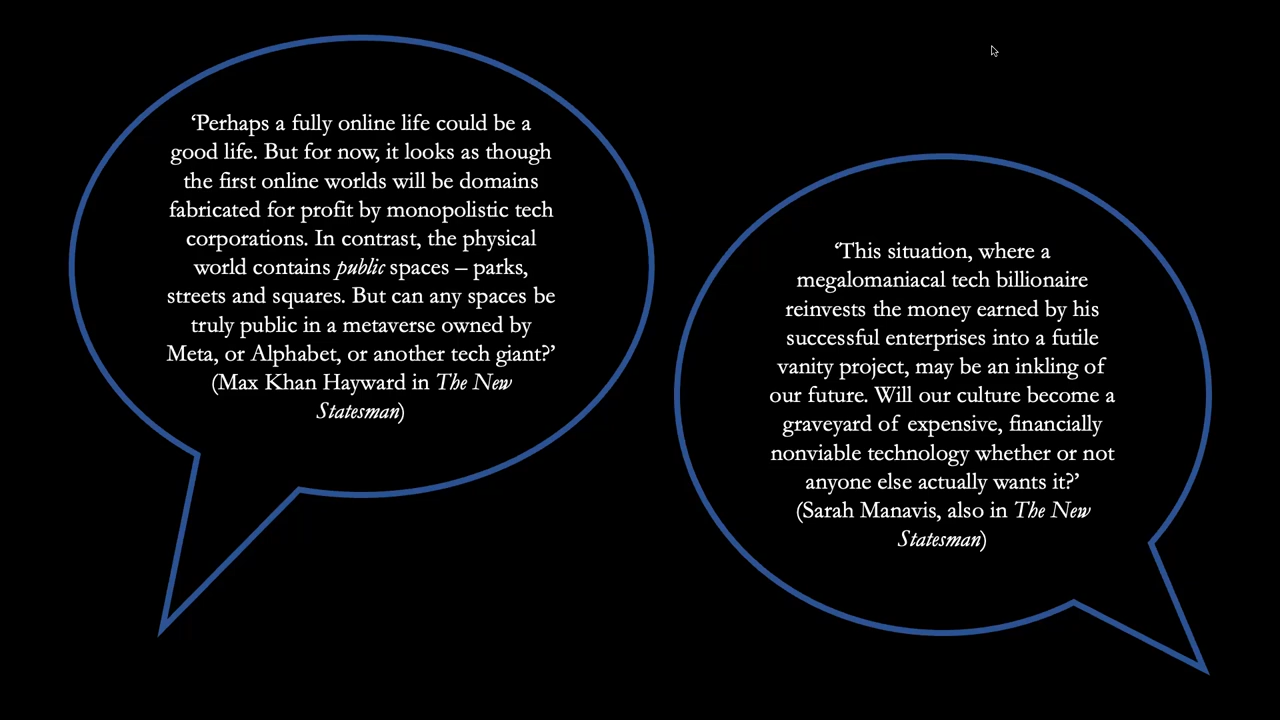 ‘Perhaps a fully online life could be a
good life. But for now, it looks as though
the first online worlds will be domains
fabricated for profit by monopolistic tech
corporations. In contrast, the physical
world contains public spaces – parks,
streets and squares. But can any spaces be
truly public in a metaverse owned by
Meta, or Alphabet, or another tech giant?’
(Max Khan Hayward in The New
Statesman)
‘This situation, where a
megalomaniacal tech billionaire
reinvests the money earned by his
successful enterprises into a futile
vanity project, may be an inkling of
our future. Will our culture become a
graveyard of expensive, financially
nonviable technology whether or not
anyone else actually wants it?’
(Sarah Manavis, also in The New
Statesman)